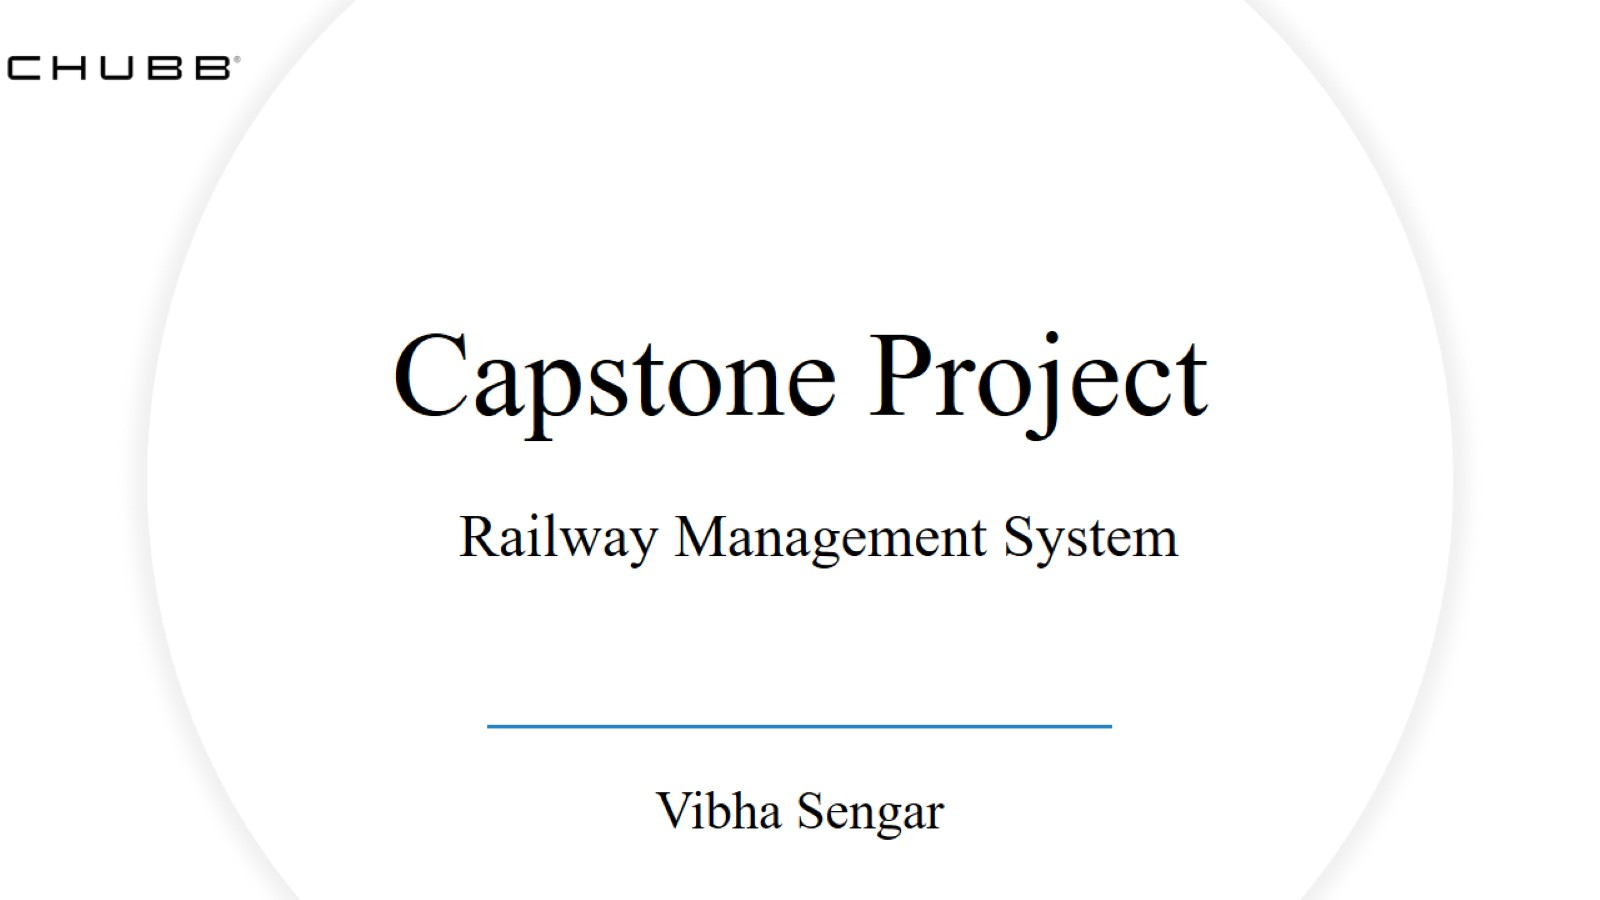 CHUBB®
Capstone Project
Railway Management System
Vibha Sengar